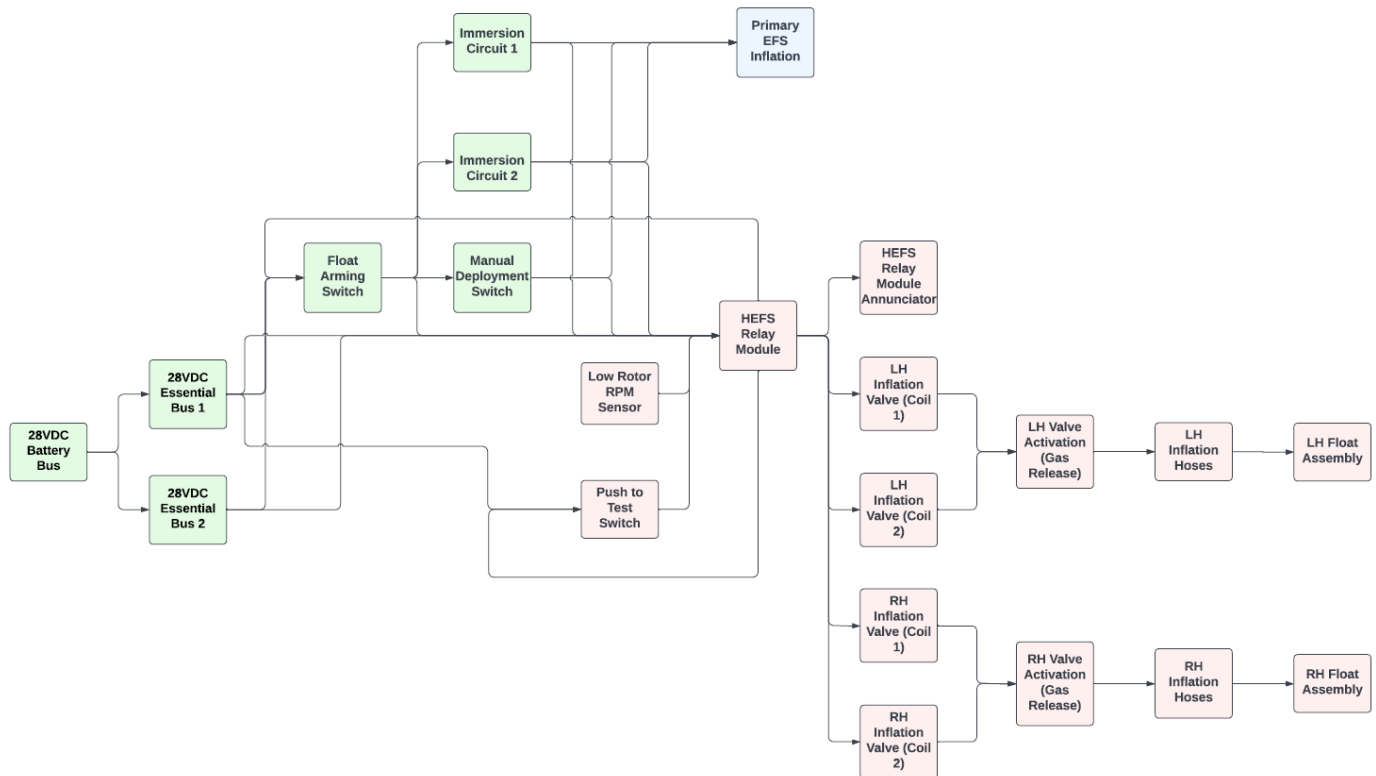 Immersion
Circuit 1
Primary
EFS
Inflation
Immersion
Circuit 2
Float
Arming
Switch
Manual
Deployment
Switch
HEFS
Relay
Module
Annunciator
HEFS
Relay
Module
28VDC
Essential
Bus 1
Low Rotor
RPM
Sensor
LH
Inflation
Valve (Coil
1)
28VDC
Battery
Bus
LH Valve
Activation
(Gas
Release)
LH
Inflation
Hoses
LH Float
Assembly
28VDC
Essential
Bus 2
Push to
Test
Switch
LH
Inflation
Valve (Coil
2)
RH
Inflation
Valve (Coil
1)
RH Valve
Activation
(Gas
Release)
RH
Inflation
Hoses
RH Float
Assembly
RH
Inflation
Valve (Coil
2)